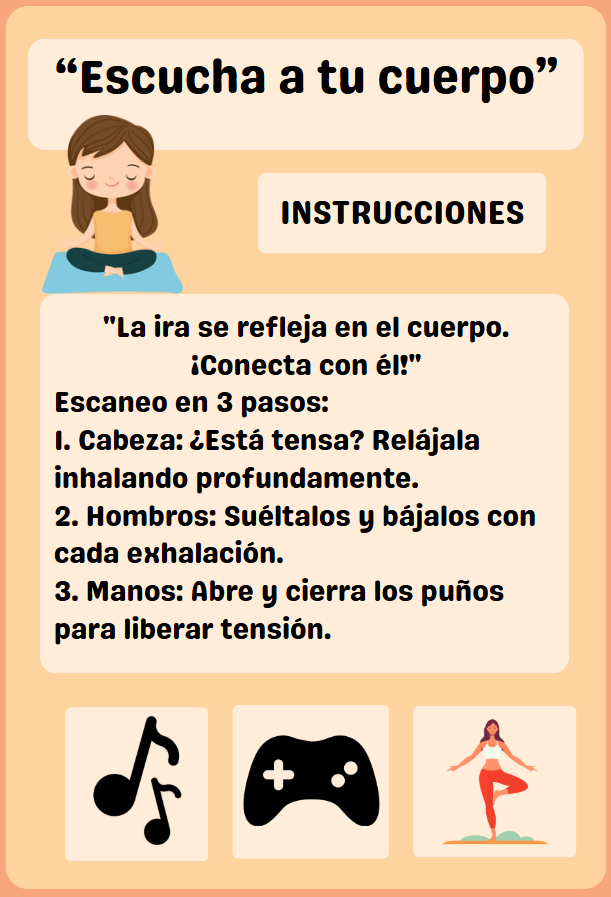 “Escucha a tu cuerpo”
INSTRUCCIONES
"La ira se refleja en el cuerpo.
¡Conecta con él!"
Escaneo en 3 pasos:
1. Cabeza: ¿Está tensa? Relájala
inhalando profundamente.
2. Hombros: Suéltalos y bájalos con
cada exhalación.
3. Manos: Abre y cierra los puños
para liberar tensión.